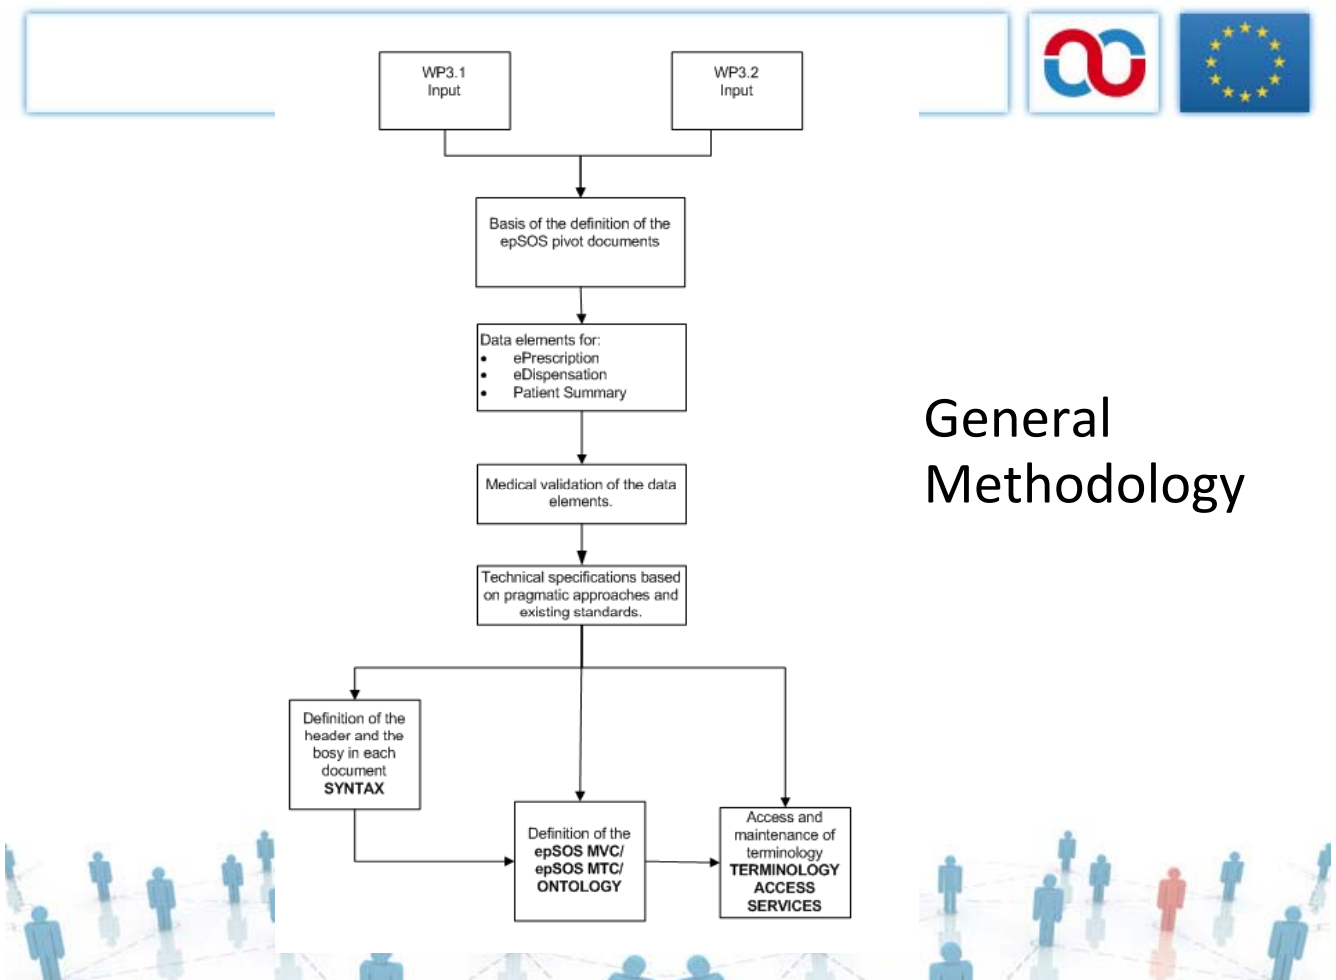 WP3.1
Input
WP3.2
Input
Basis of the definition of the
epSOS pivot documents
Data elements for:
• ePrescription
• eDispensation
• Patient Summary
Medical validation of the data
elements.
Technical specifications based
on pragmatic approaches and
existing standards.
General
Methodology
Definition of the
header and the
bosy in each
document
SYNTAX
Definition of the
epSOS MVC/
epSOS MTC/
ONTOLOGY
Access and
maintenance of
terminology
TERMINOLOGY
ACCESS
SERVICES